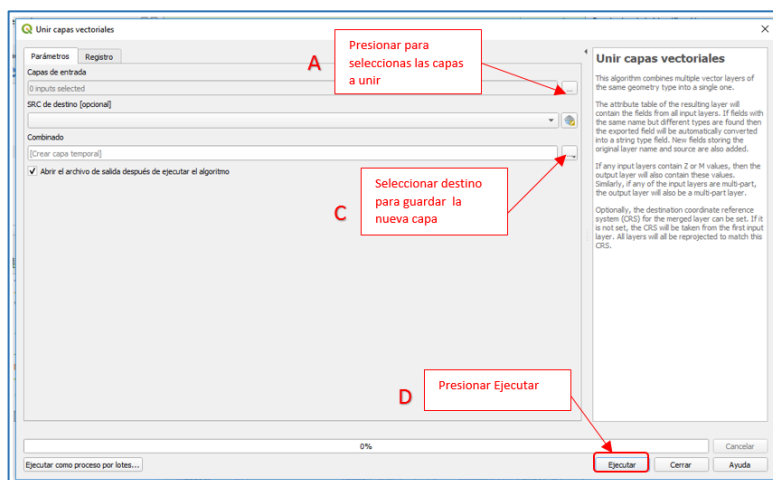 Unir capas vectoriales
Parámetros
Registro
Capas de entrada
0 inputs selected
...
SRC de destino [opcional]
Combinado
[Crear capa temporal]
...
Abrir el archivo de salida después de ejecutar el algoritmo
A
Presionar para
seleccionas las capas
a unir
C
Seleccionar destino
para guardar la
nueva capa
D
Presionar Ejecutar
Unir capas vectoriales
This algorithm combines multiple vector layers of
the same geometry type into a single one.
The attribute table of the resulting layer will
contain the fields from all input layers. If fields with
the same name but different types are found then
the exported field will be automatically converted
into a string type field. New fields storing the
original layer name and source are also added.
If any input layers contain Z or M values, then the
output layer will also contain these values.
Similarly, if any of the input layers are multi-part,
the output layer will also be a multi-part layer.
Optionally, the destination coordinate reference
system (CRS) for the merged layer can be set. If it
is not set, the CRS will be taken from the first input
layer. All layers will all be reprojected to match this
CRS.
0%
Cancelar
Ejecutar como proceso por lotes...
Ejecutar
Cerrar
Ayuda